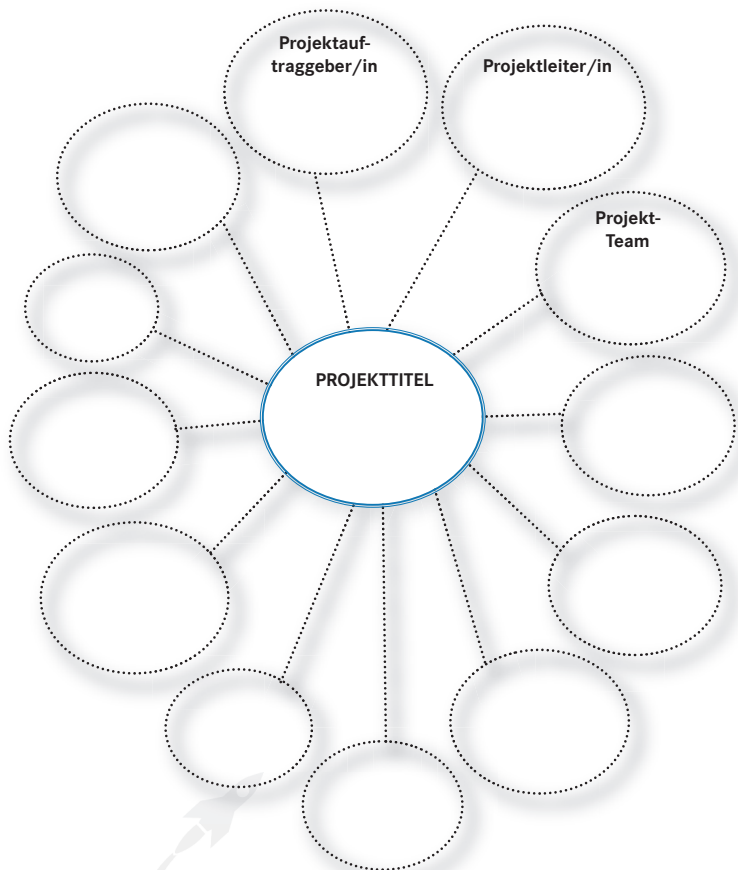 Projektauf-
traggeber/in
Projektleiter/in
Projekt-
Team
PROJEKTTITEL